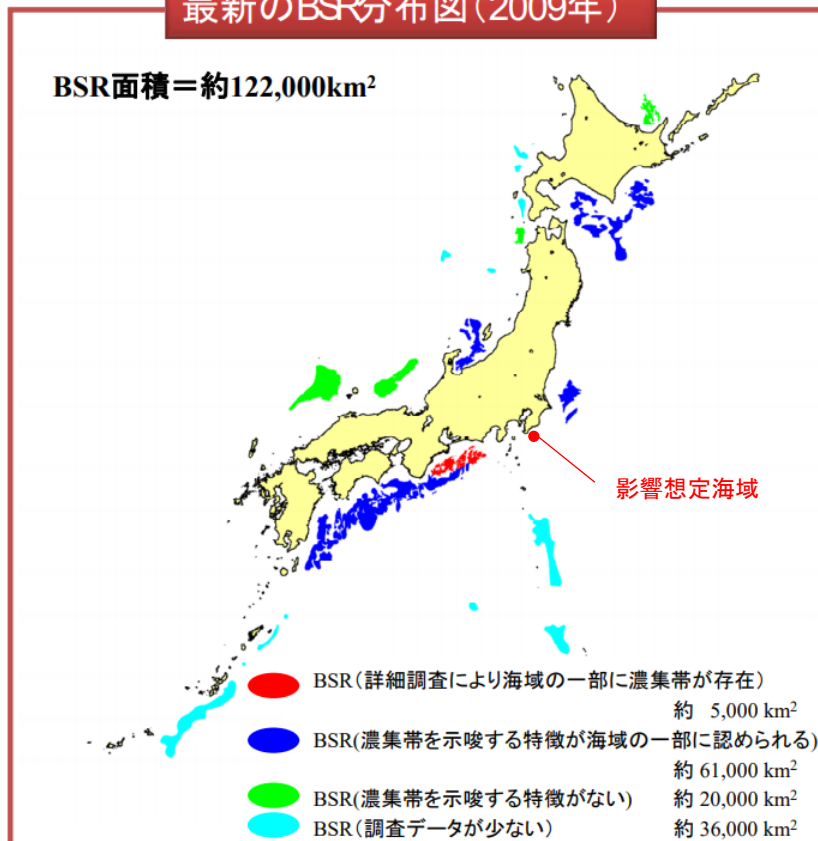 最新のBSR分布図（2009年）
BSR面積＝約122,000km²
影響想定海域
BSR（詳細調査により海域の一部に濃集帯が存在）
約 5,000 km²
BSR(濃集帯を示唆する特徴が海域の一部に認められる)
約 61,000 km²
BSR(濃集帯を示唆する特徴がない) 約 20,000 km²
BSR（調査データが少ない） 約 36,000 km²